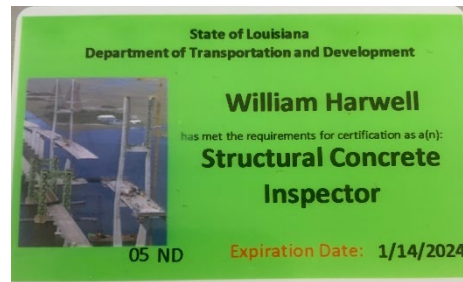 State of Louisiana
Department of Transportation and Development
William Harwell
has met the requirements for certification as a(n):
Structural Concrete
Inspector
05 ND
Expiration Date: 1/14/2024